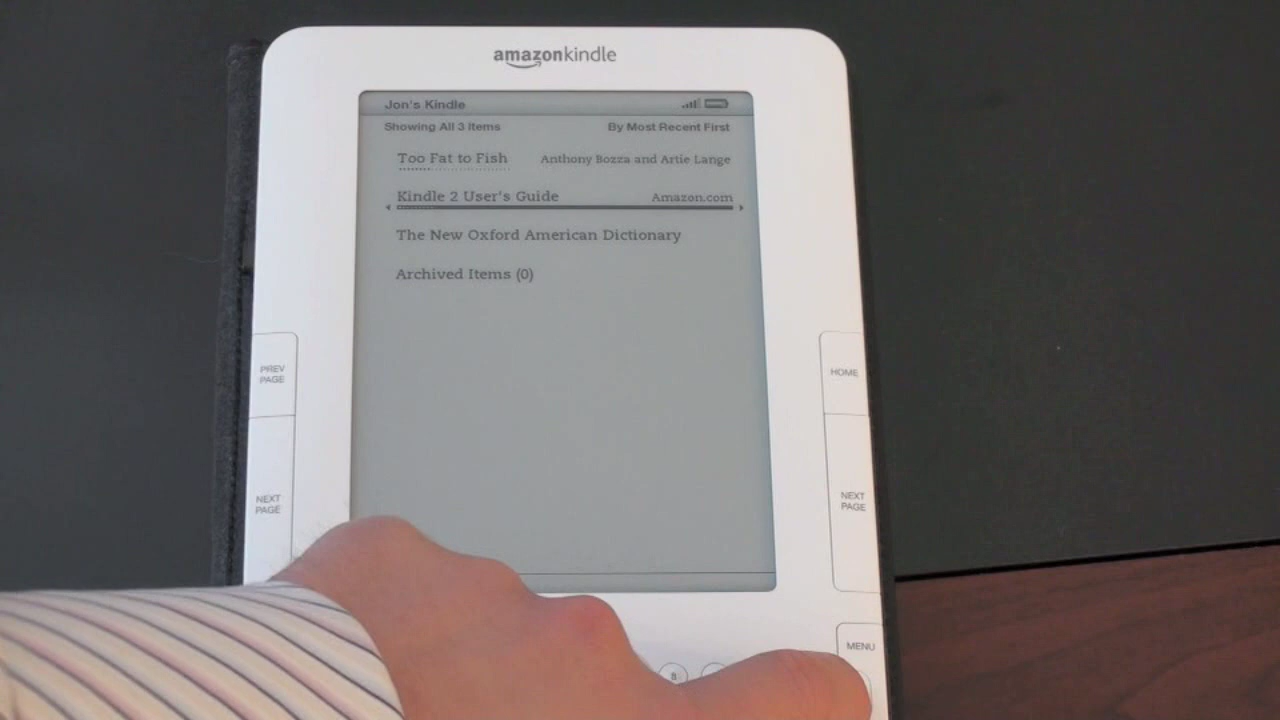 amazonkindle
Jon's Kindle
Showing All 3 Items By Most Recent First
Too Fat to Fish Anthony Bozza and Artie Lange
Kindle 2 User's Guide Amazon.com
The New Oxford American Dictionary
Archived Items (0)
PREV
PAGE
HOME
NEXT
PAGE
NEXT
PAGE
MENU
8